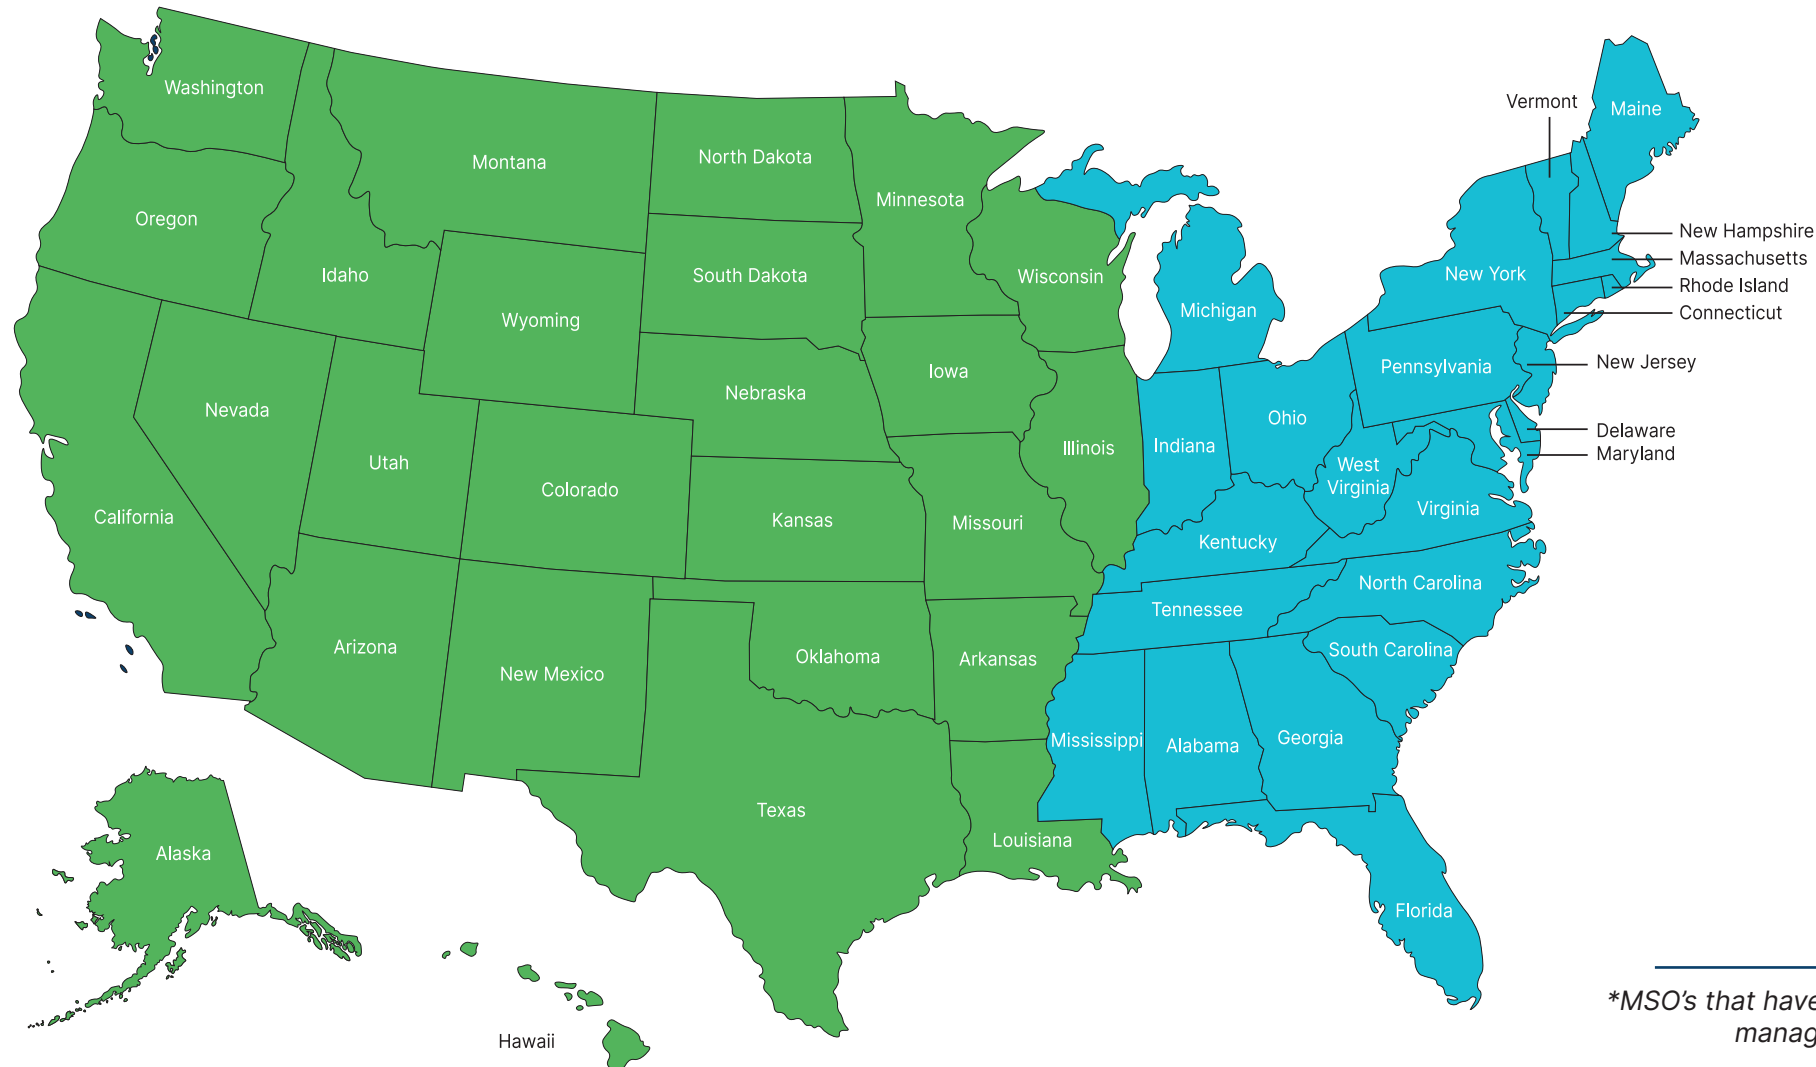 Washington
Vermont
Maine
Montana
North Dakota
Minnesota
Oregon
Idaho
South Dakota
Wisconsin
New York
New Hampshire
Massachusetts
Rhode Island
Connecticut
Wyoming
Michigan
Iowa
Pennsylvania
New Jersey
Nevada
Nebraska
Ohio
Delaware
Maryland
Utah
Colorado
Illinois
Indiana
West
Virginia
California
Kansas
Missouri
Virginia
Kentucky
North Carolina
Tennessee
Arizona
New Mexico
Oklahoma
Arkansas
South Carolina
Mississippi
Alabama
Georgia
Texas
Louisiana
Alaska
Florida
Hawaii
*MSO's that have
manag